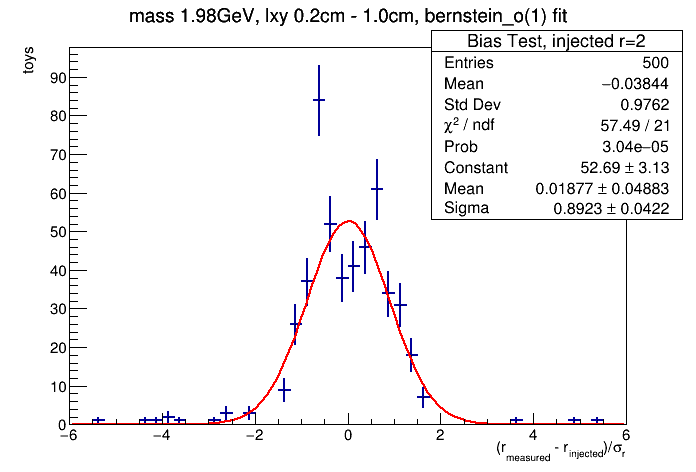 mass 1.98GeV, lxy 0.2cm - 1.0cm, bernstein_o(1) fit
toys
Bias Test, injected r=2
Entries 500
Mean −0.03844
Std Dev 0.9762
χ² / ndf 57.49 / 21
Prob 3.04e−05
Constant 52.69 ± 3.13
Mean 0.01877 ± 0.04883
Sigma 0.8923 ± 0.0422
90
80
70
60
50
40
30
20
10
0
−6 −4 −2 0 2 4 6
(r_measured - r_injected)/σ_r